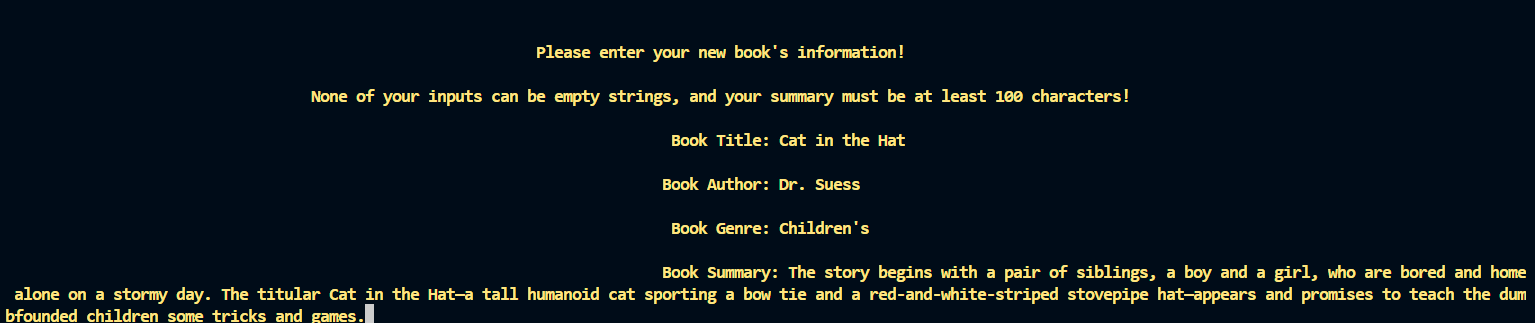 Please enter your new book's information!
None of your inputs can be empty strings, and your summary must be at least 100 characters!
Book Title: Cat in the Hat
Book Author: Dr. Suess
Book Genre: Children's
Book Summary: The story begins with a pair of siblings, a boy and a girl, who are bored and home
alone on a stormy day. The titular Cat in the Hat—a tall humanoid cat sporting a bow tie and a red-and-white-striped stovepipe hat—appears and promises to teach the dum
bfounded children some tricks and games.